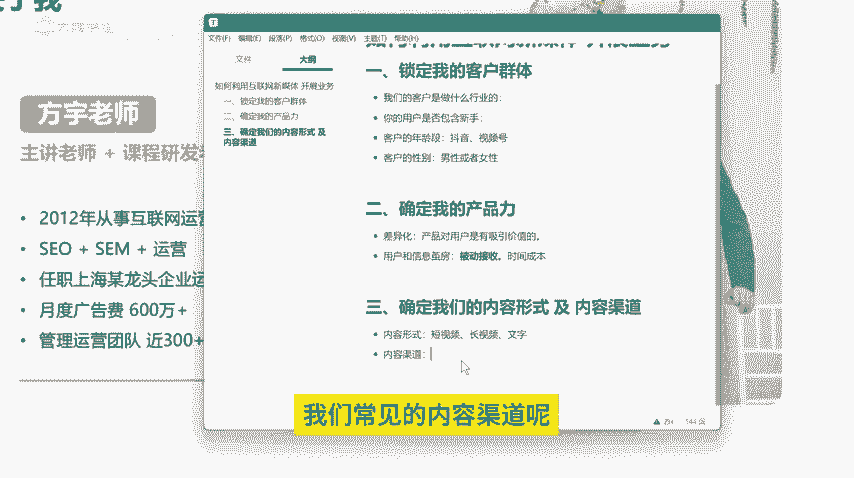 方宇老师
主讲老师 + 课程研发
• 2012年从事互联网运营
• SEO + SEM + 运营
• 任职上海某龙头企业运
• 月度广告费 600万+
• 管理运营团队 近300+
文件(F) 编辑(E) 段落(P) 格式(O) 视图(V) 主题(T) 帮助(H)
文件 大纲
如何利用互联网新媒体 开展业务
一、锁定我的客户群体
二、确定我的产品力
三、确定我们的内容形式 及
内容渠道
一、锁定我的客户群体
• 我们的客户是做什么行业的;
• 你的用户是否包含新手;
• 客户的年龄段: 抖音、视频号
• 客户的性别: 男性或者女性
二、确定我的产品力
• 差异化: 产品对用户是有吸引价值的。
• 用户和信息茧房: 被动接收。时间成本
三、确定我们的内容形式 及 内容渠道
• 内容形式: 短视频、长视频、文字
• 内容渠道:
我们常见的内容渠道呢